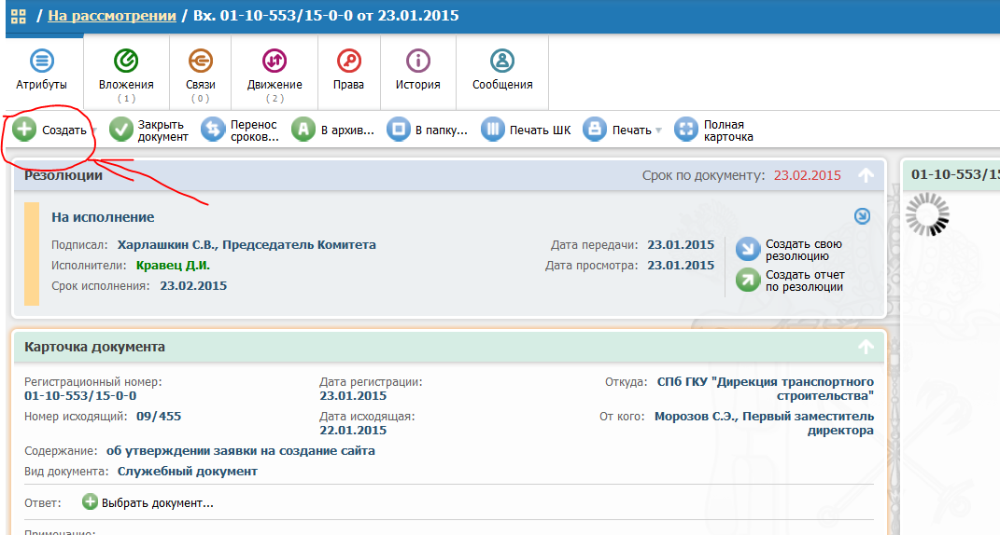 / На рассмотрении / Вх. 01-10-553/15-0-0 от 23.01.2015
Атрибуты
Вложения
( 1 )
Связи
( 0 )
Движение
( 2 )
Права
История
Сообщения
Создать
Закрыть
документ
Перенос
сроков...
В архив...
В папку...
Печать ШК
Печать
Полная
карточка
Резолюции
Срок по документу: 23.02.2015
На исполнение
Подписал: Харлашкин С.В., Председатель Комитета
Исполнители: Кравец Д.И.
Срок исполнения: 23.02.2015
Дата передачи: 23.01.2015
Дата просмотра: 23.01.2015
Создать свою
резолюцию
Создать отчет
по резолюции
01-10-553/15
Карточка документа
Регистрационный номер:
01-10-553/15-0-0
Дата регистрации:
23.01.2015
Откуда: СПб ГКУ "Дирекция транспортного
строительства"
Номер исходящий: 09/455
Дата исходящая:
22.01.2015
От кого: Морозов С.Э., Первый заместитель
директора
Содержание: об утверждении заявки на создание сайта
Вид документа: Служебный документ
Ответ: Выбрать документ...
Примечание: